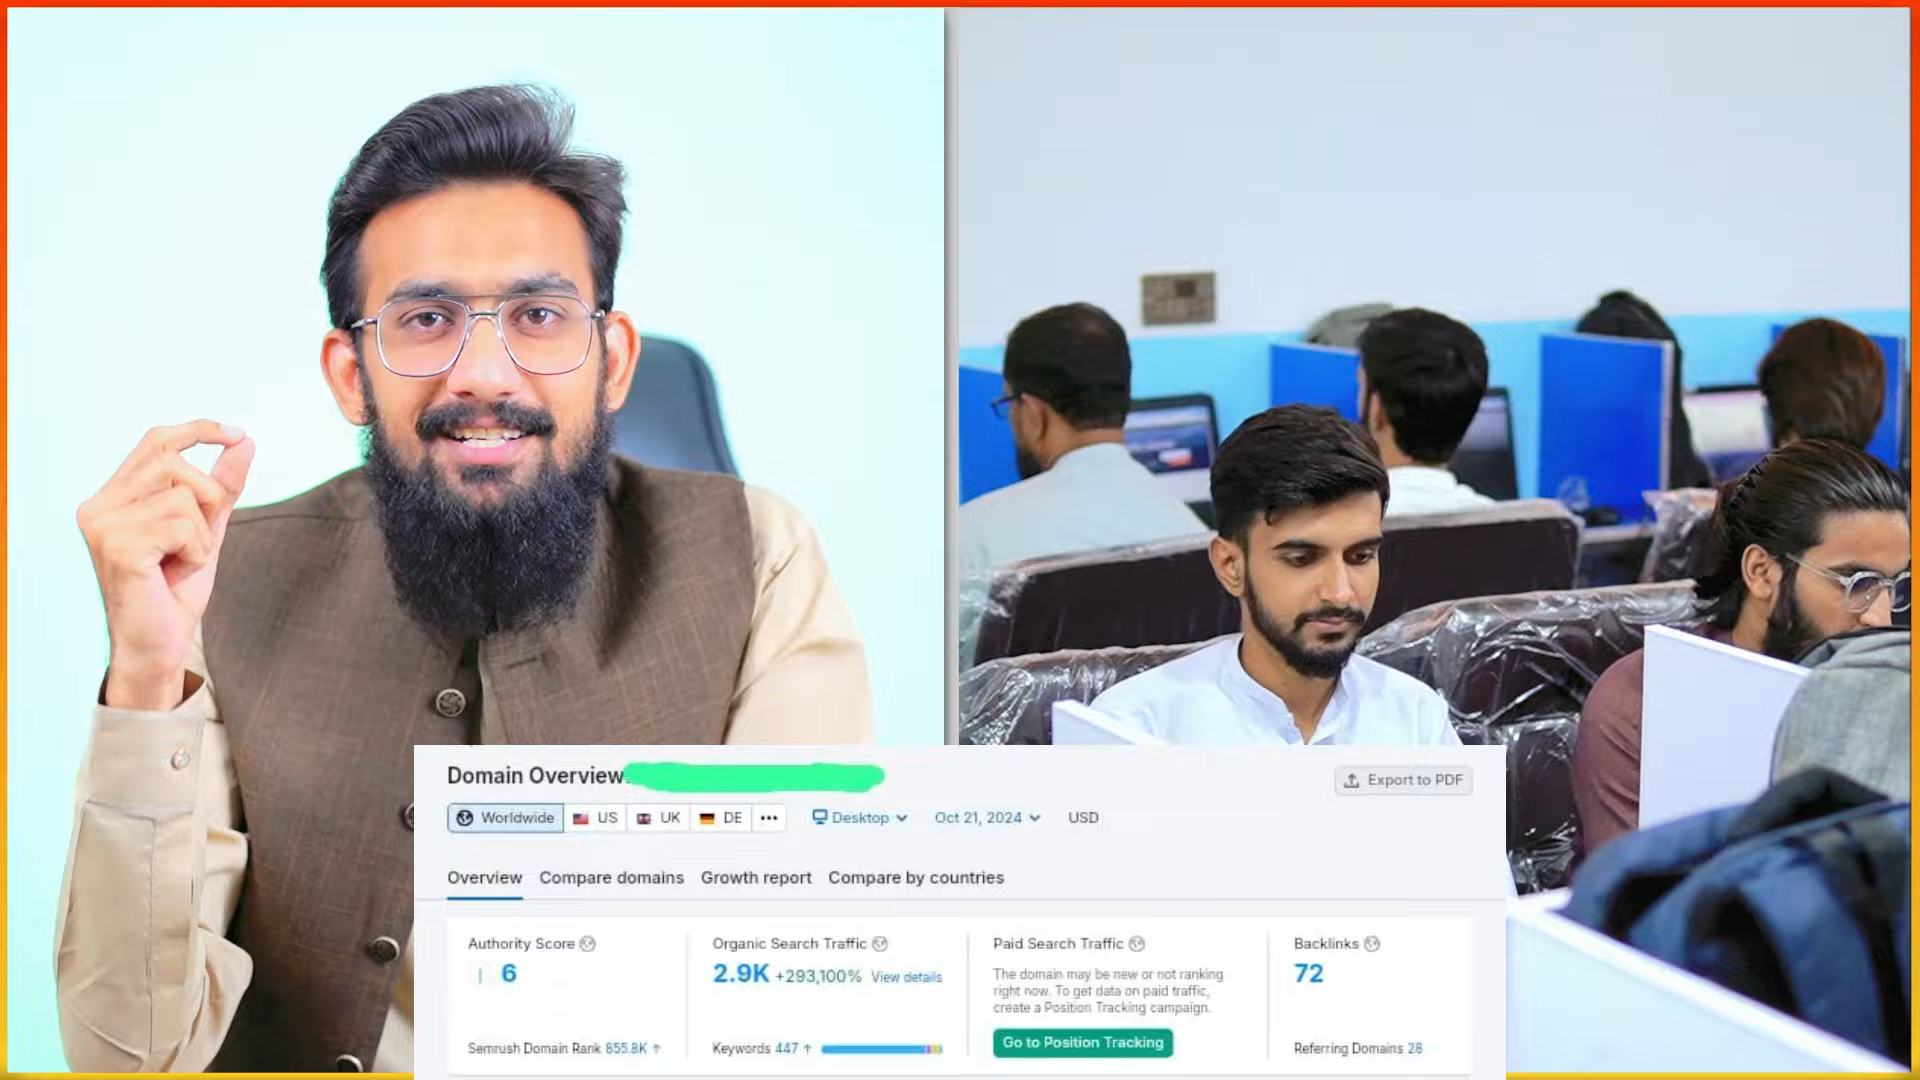 Domain Overview:
Export to PDF
Worldwide US UK DE ••• Desktop Oct 21, 2024 USD
Overview Compare domains Growth report Compare by countries
Authority Score
6
Semrush Domain Rank 855.8K ↑
Organic Search Traffic
2.9K +293,100% View details
Keywords 447 ↑
Paid Search Traffic
The domain may be new or not ranking
right now. To get data on paid traffic,
create a Position Tracking campaign.
Go to Position Tracking
Backlinks
72
Referring Domains 28